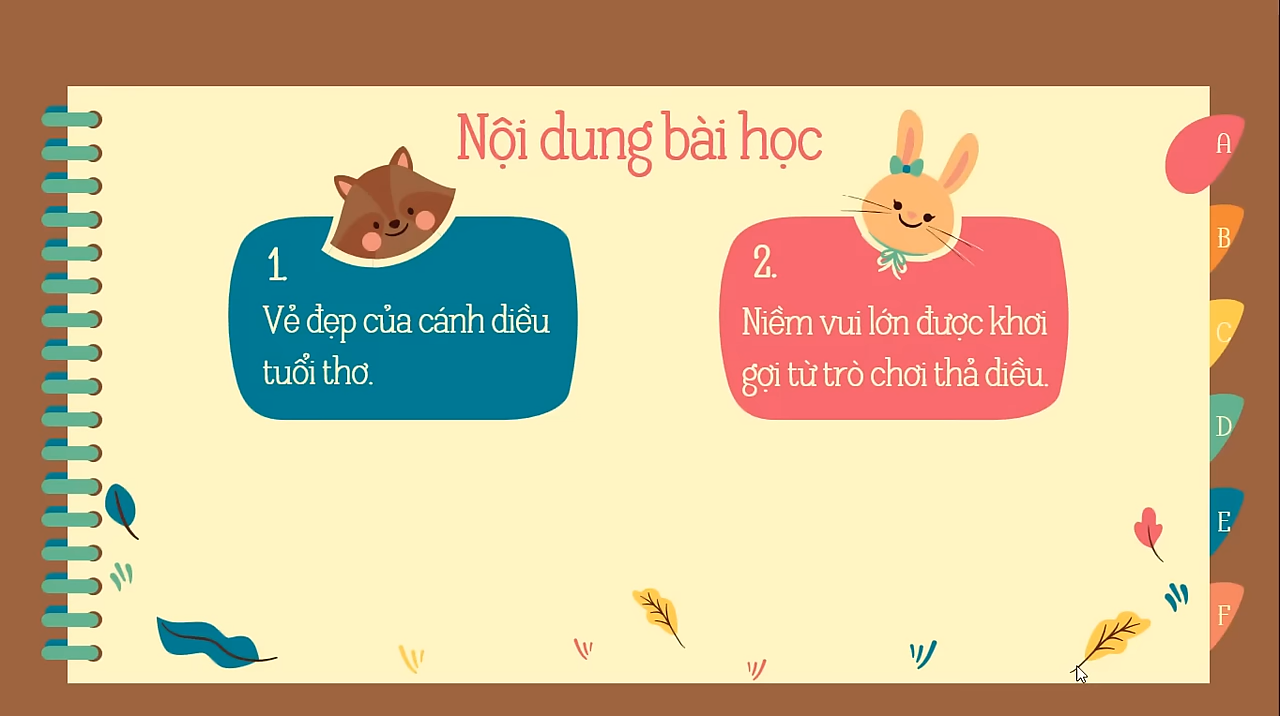 Nội dung bài học
1.
Vẻ đẹp của cánh diều
tuổi thơ.
2.
Niềm vui lớn được khơi
gợi từ trò chơi thả diều.
A
B
C
D
E
F